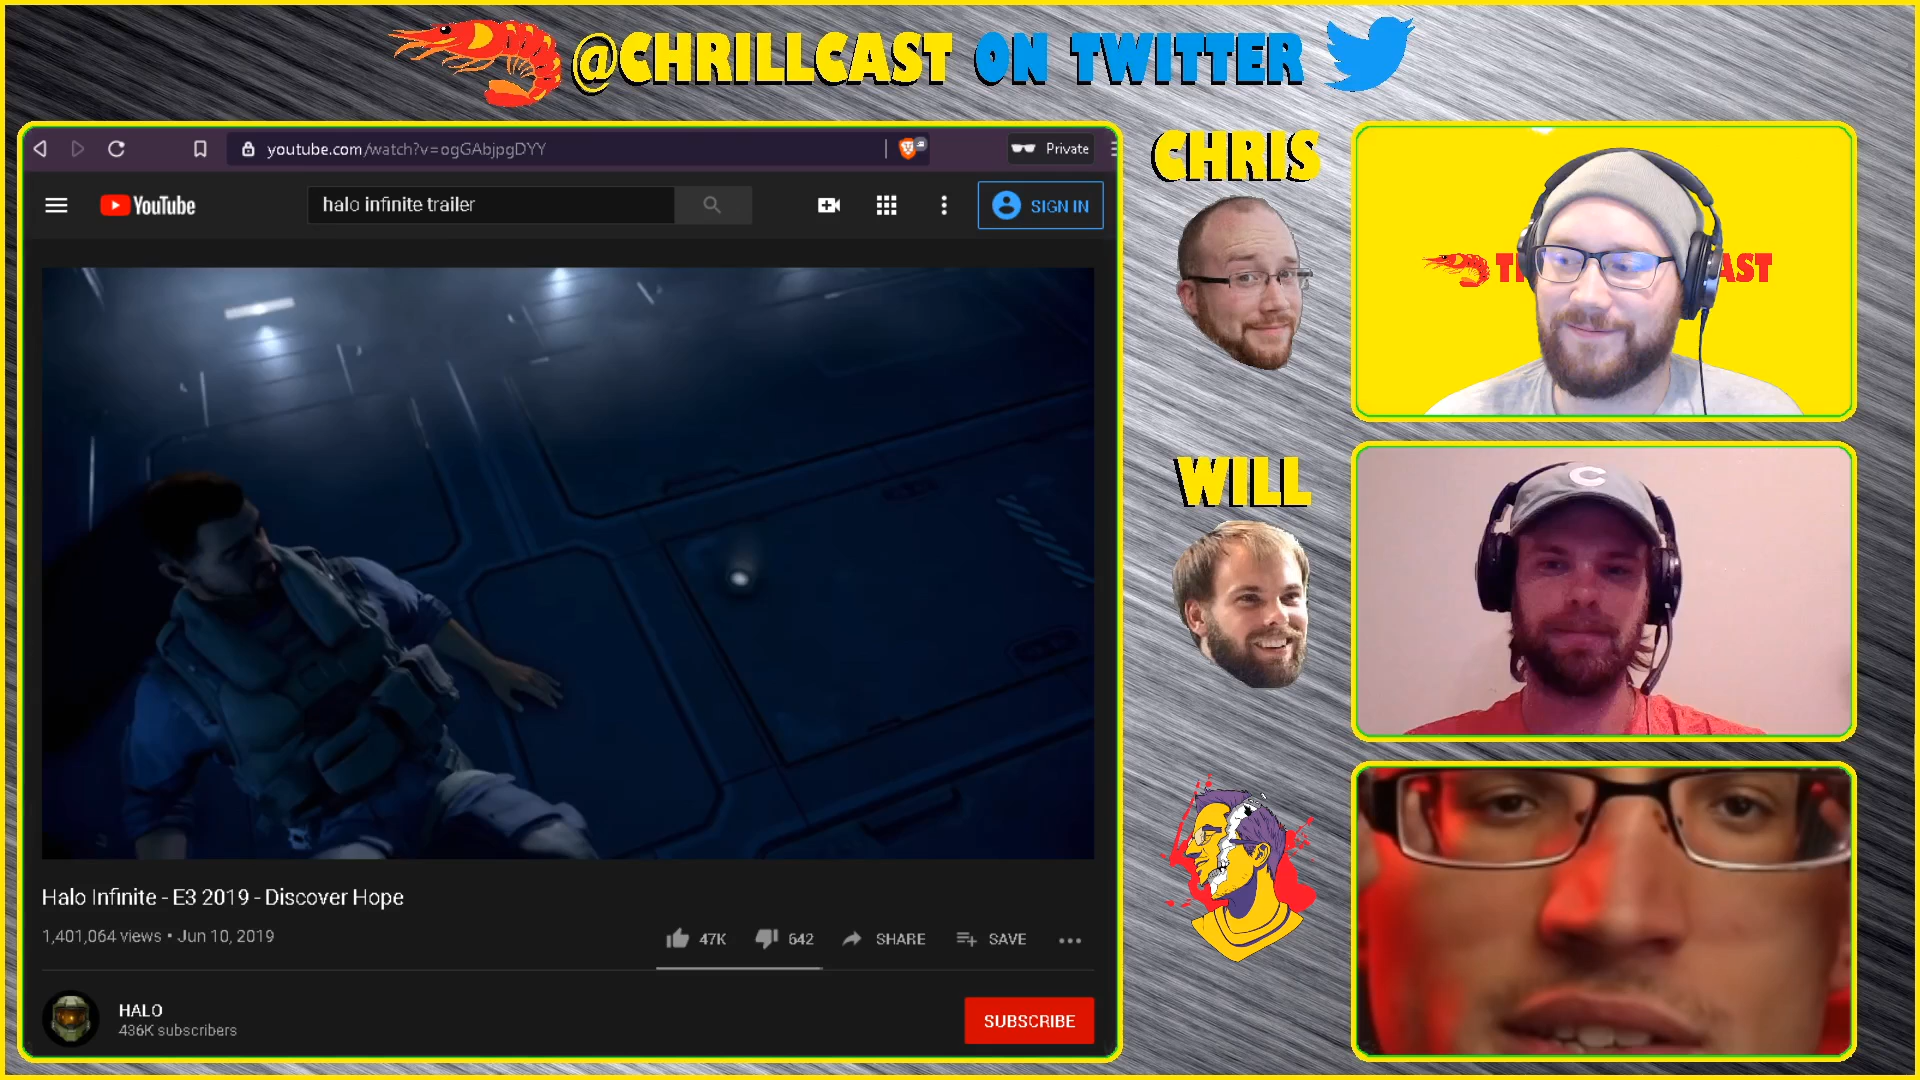 @CHRILLCAST ON TWITTER
youtube.com/watch?v=ogGAbjpgDYY
Private
YouTube
halo infinite trailer
SIGN IN
Halo Infinite - E3 2019 - Discover Hope
1,401,064 views • Jun 10, 2019
47K
642
SHARE
SAVE
HALO
436K subscribers
SUBSCRIBE
CHRIS
AST
WILL
C